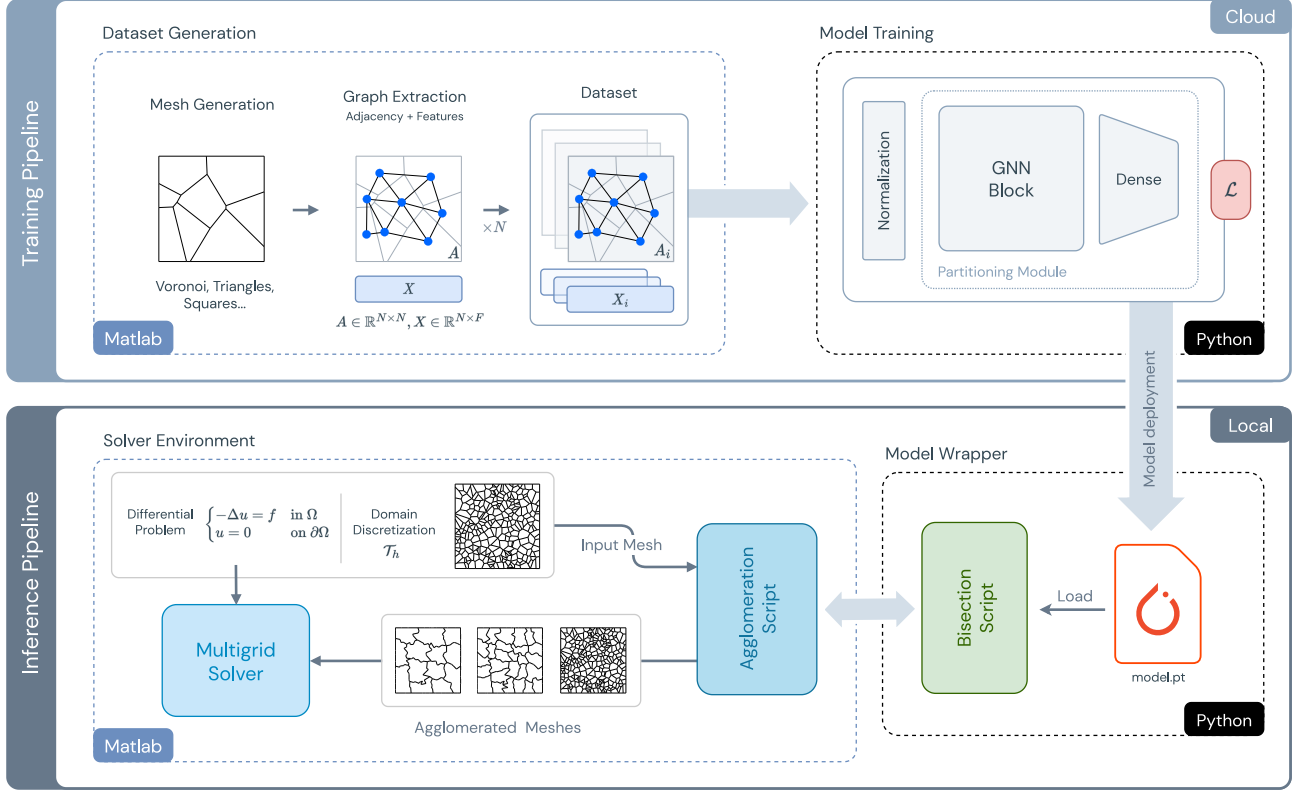 Cloud
Training Pipeline
Dataset Generation
Mesh Generation
Voronoi, Triangles,
Squares...
Graph Extraction
Adjacency + Features
A
X
A ∈ ℝ^{N×N}, X ∈ ℝ^{N×F}
×N
Dataset
A_i
X_i
Matlab
Model Training
Normalization
GNN
Block
Dense
Partitioning Module
ℒ
Python
Model deployment
Local
Inference Pipeline
Solver Environment
Differential
Problem
{−Δu = f in Ω
u = 0 on ∂Ω
Domain
Discretization
𝒯_h
Input Mesh
Multigrid
Solver
Agglomerated Meshes
Agglomeration
Script
Matlab
Model Wrapper
Bisection
Script
Load
model.pt
Python